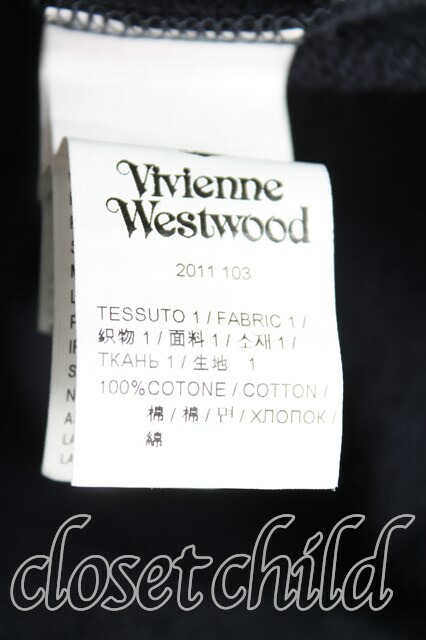 Vivienne
Westwood
2011 103
TESSUTO 1 / FABRIC 1 /
織物 1 / 面料 1 / 소재 1 /
ТКАНЬ 1 / 生地 1
100% COTONE / COTTON /
棉 / 棉 / 면 / ХЛОПОК /
綿
closet child